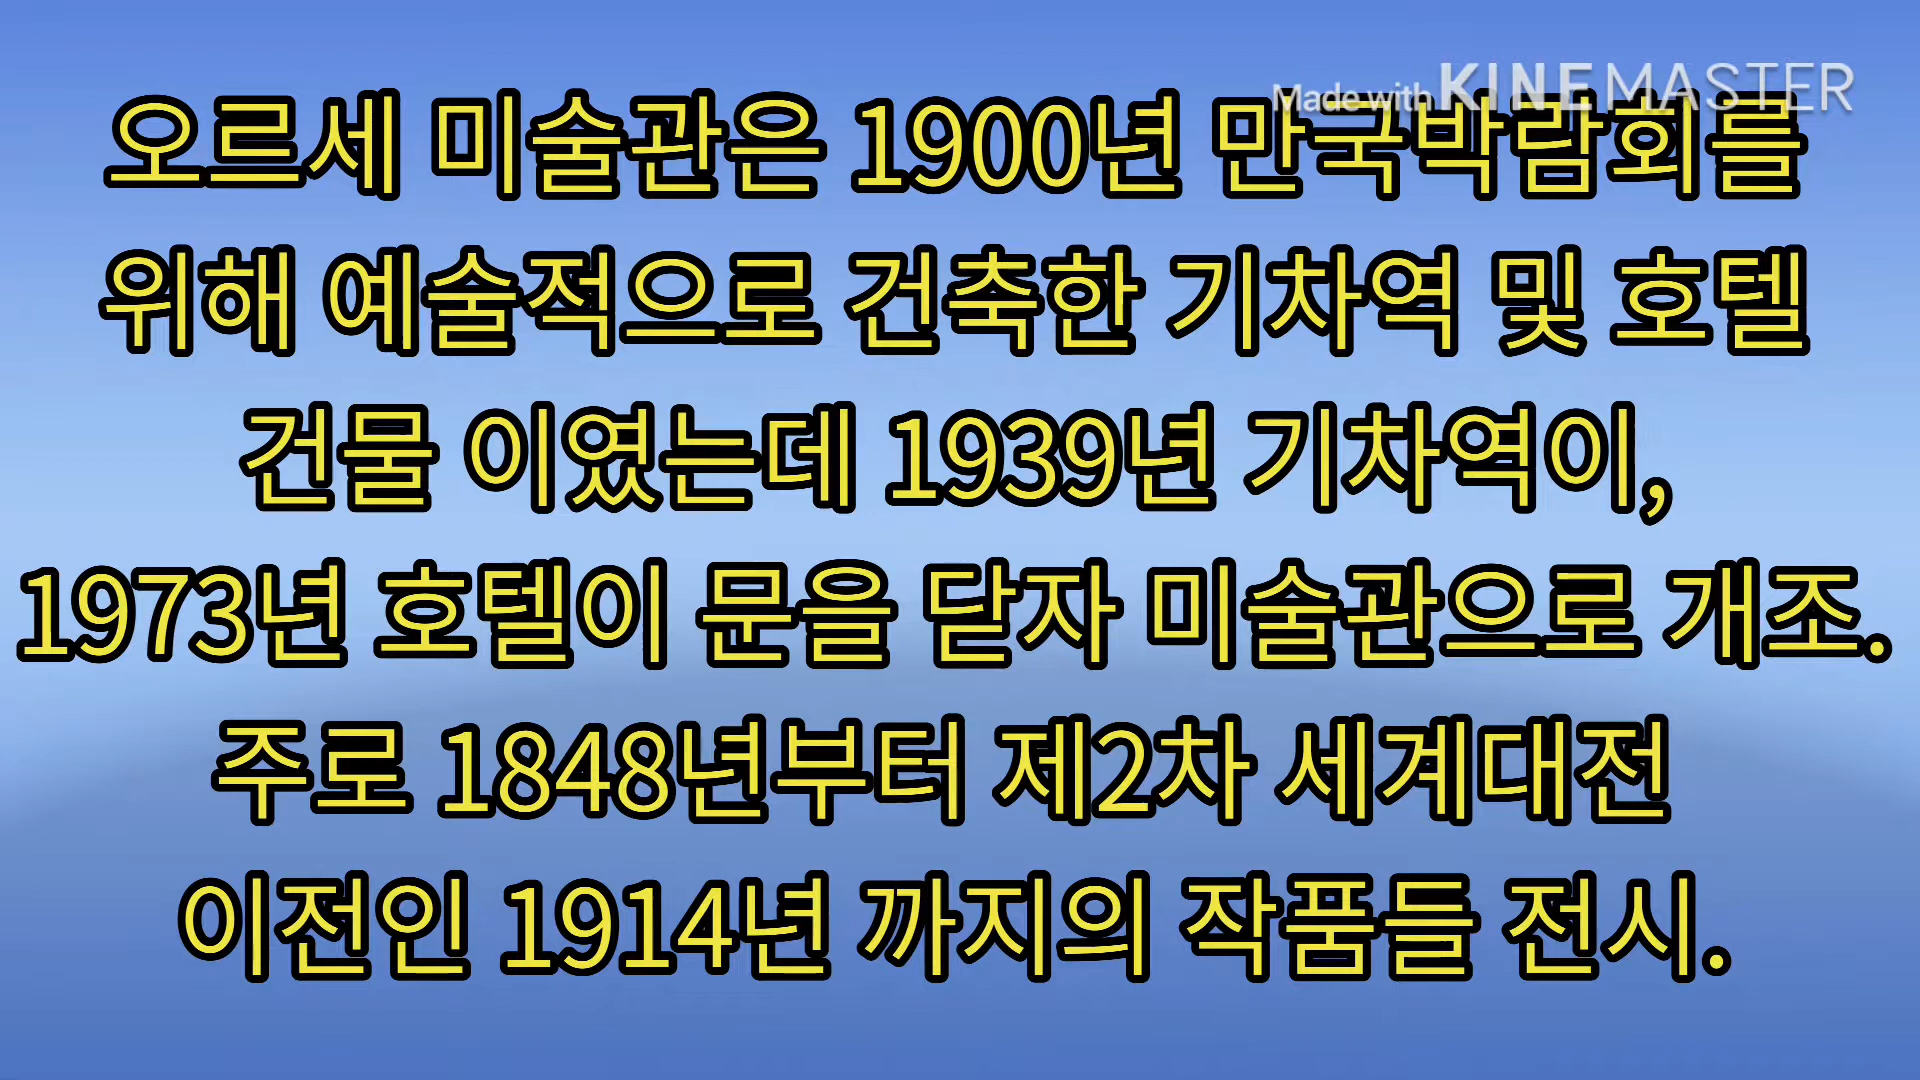 Made with KINEMASTER
오르세 미술관은 1900년 만국박람회를
위해 예술적으로 건축한 기차역 및 호텔
건물 이였는데 1939년 기차역이,
1973년 호텔이 문을 닫자 미술관으로 개조.
주로 1848년부터 제2차 세계대전
이전인 1914년 까지의 작품들 전시.